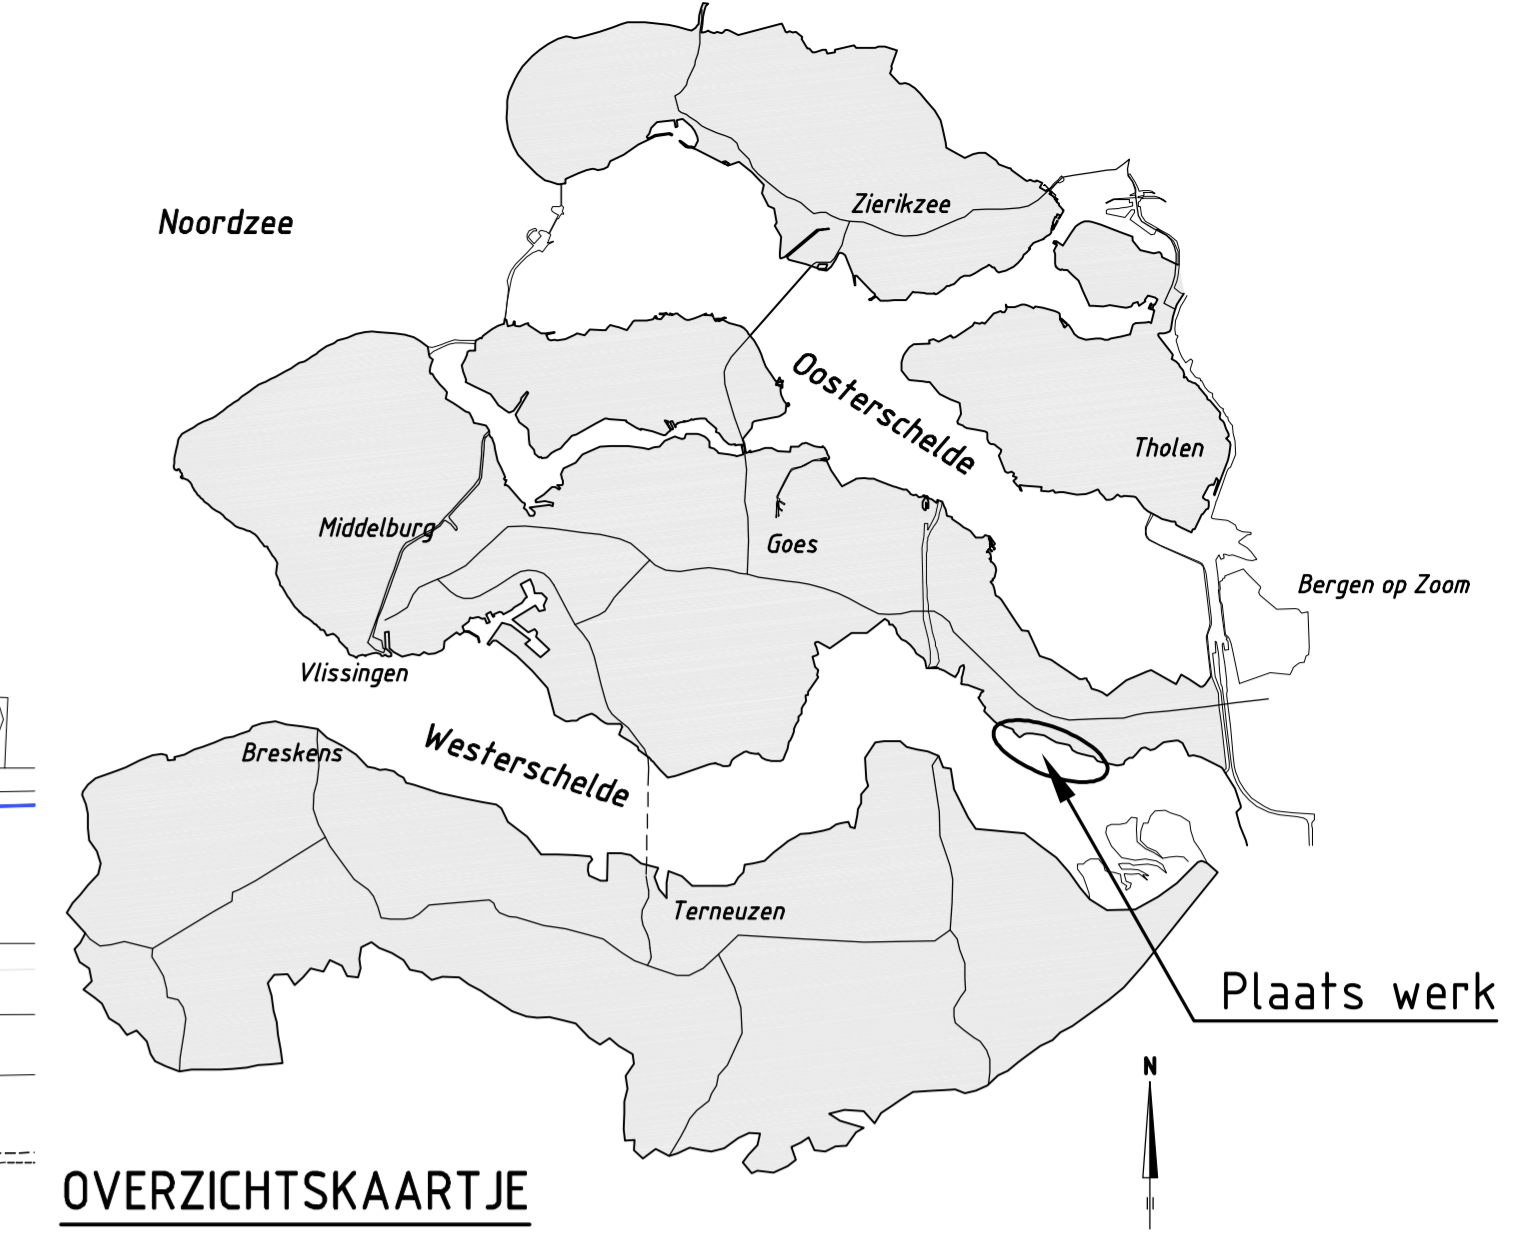 Zierikzee
Noordzee
Oosterschelde
Tholen
Middelburg
Goes
Bergen op Zoom
Vlissingen
Breskens
Westerschelde
Terneuzen
Plaats werk
N
OVERZICHTSKAARTJE